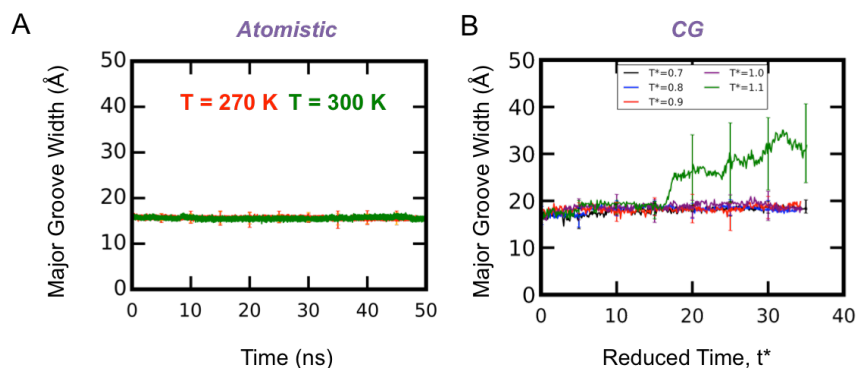 A
Atomistic
Major Groove Width (Å)
50
40
30
20
10
0
T = 270 K T = 300 K
0 10 20 30 40 50
Time (ns)
B
CG
Major Groove Width (Å)
50
40
30
20
10
0
T*=0.7 T*=1.0
T*=0.8 T*=1.1
T*=0.9
0 10 20 30 40
Reduced Time, t*